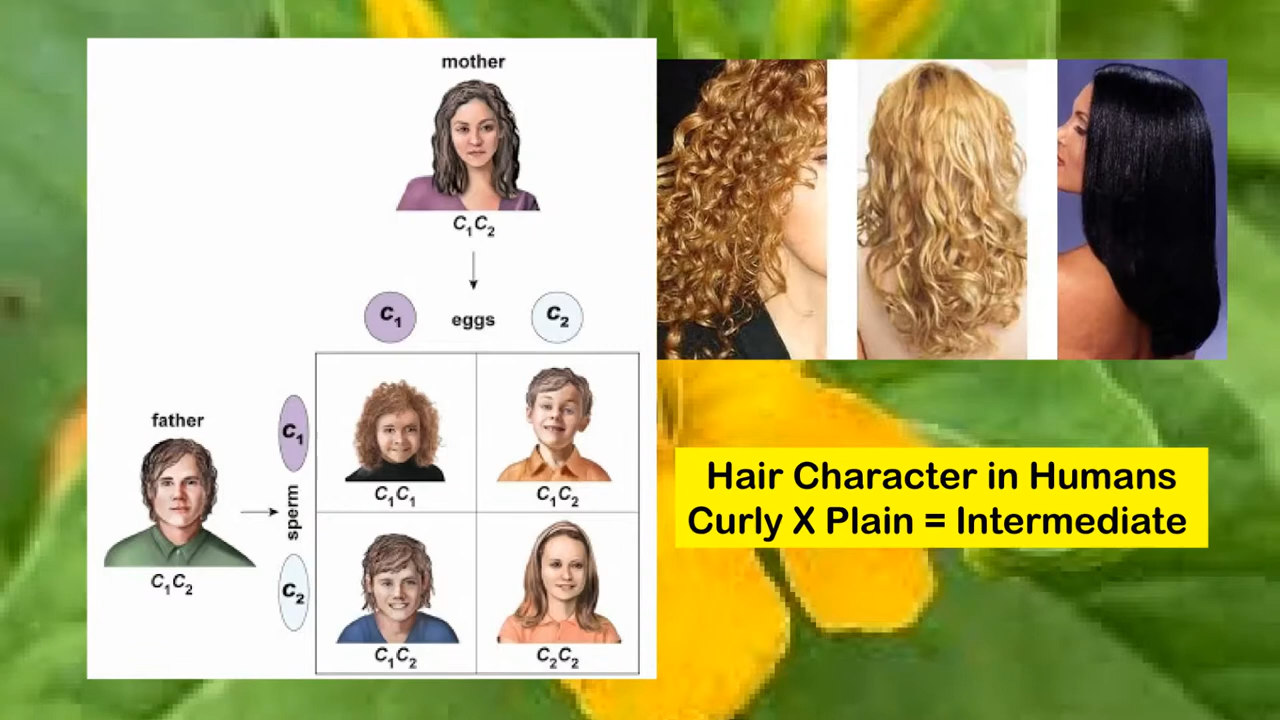 mother
C₁C₂
C₁ eggs C₂
father
C₁
C₁C₁ C₁C₂
sperm
C₁C₂
C₂
C₁C₂ C₂C₂
Hair Character in Humans
Curly X Plain = Intermediate